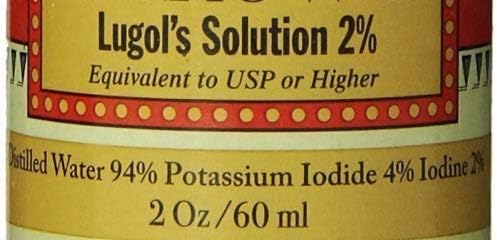 Lugol's Solution 2%
Equivalent to USP or Higher
Distilled Water 94% Potassium Iodide 4% Iodine 2%
2 Oz/60 ml